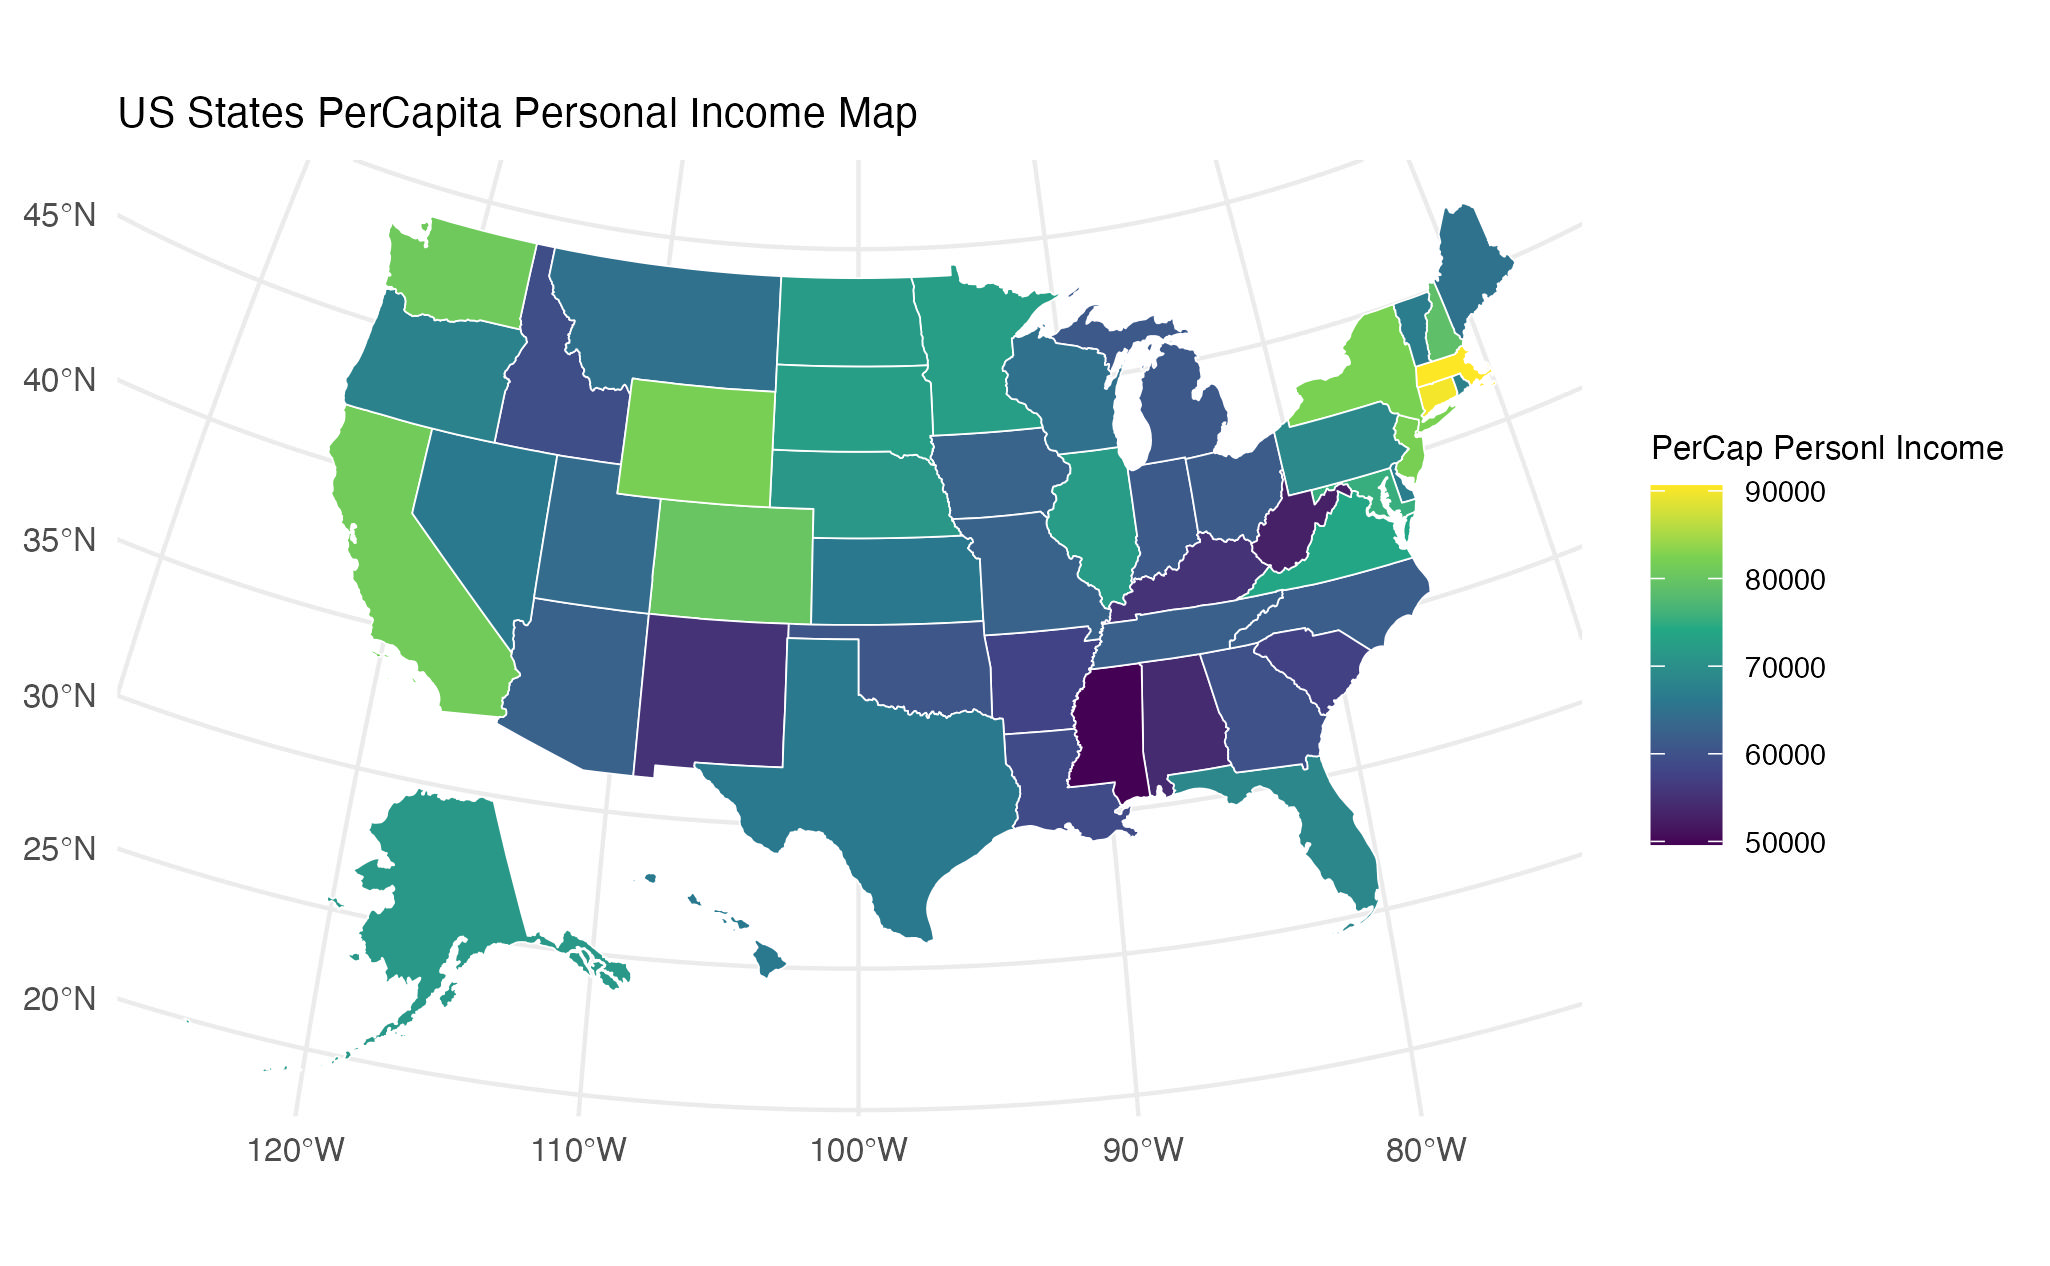 US States PerCapita Personal Income Map
45°N
40°N
35°N
30°N
25°N
20°N
120°W 110°W 100°W 90°W 80°W
PerCap Personl Income
90000
80000
70000
60000
50000